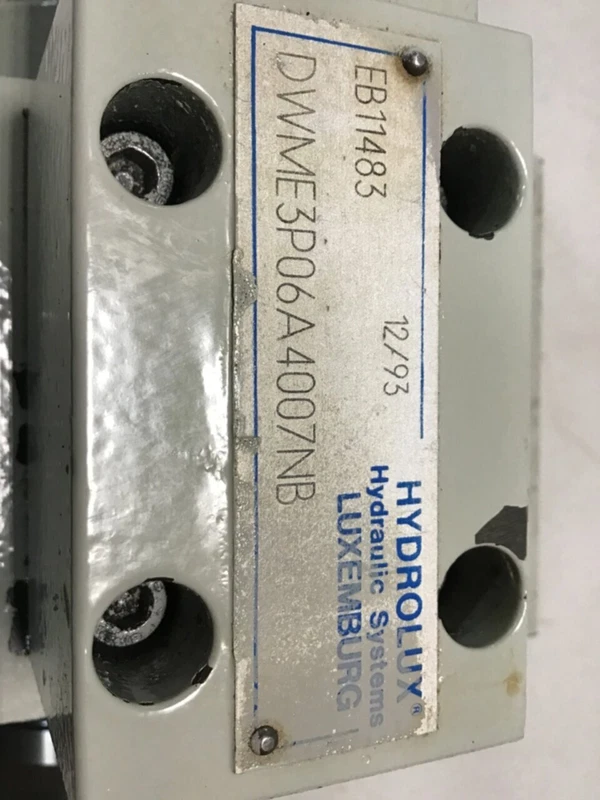 EB11483 12/93
HYDROLUX®
Hydraulic Systems
LUXEMBURG
DWME3P06A4007NB